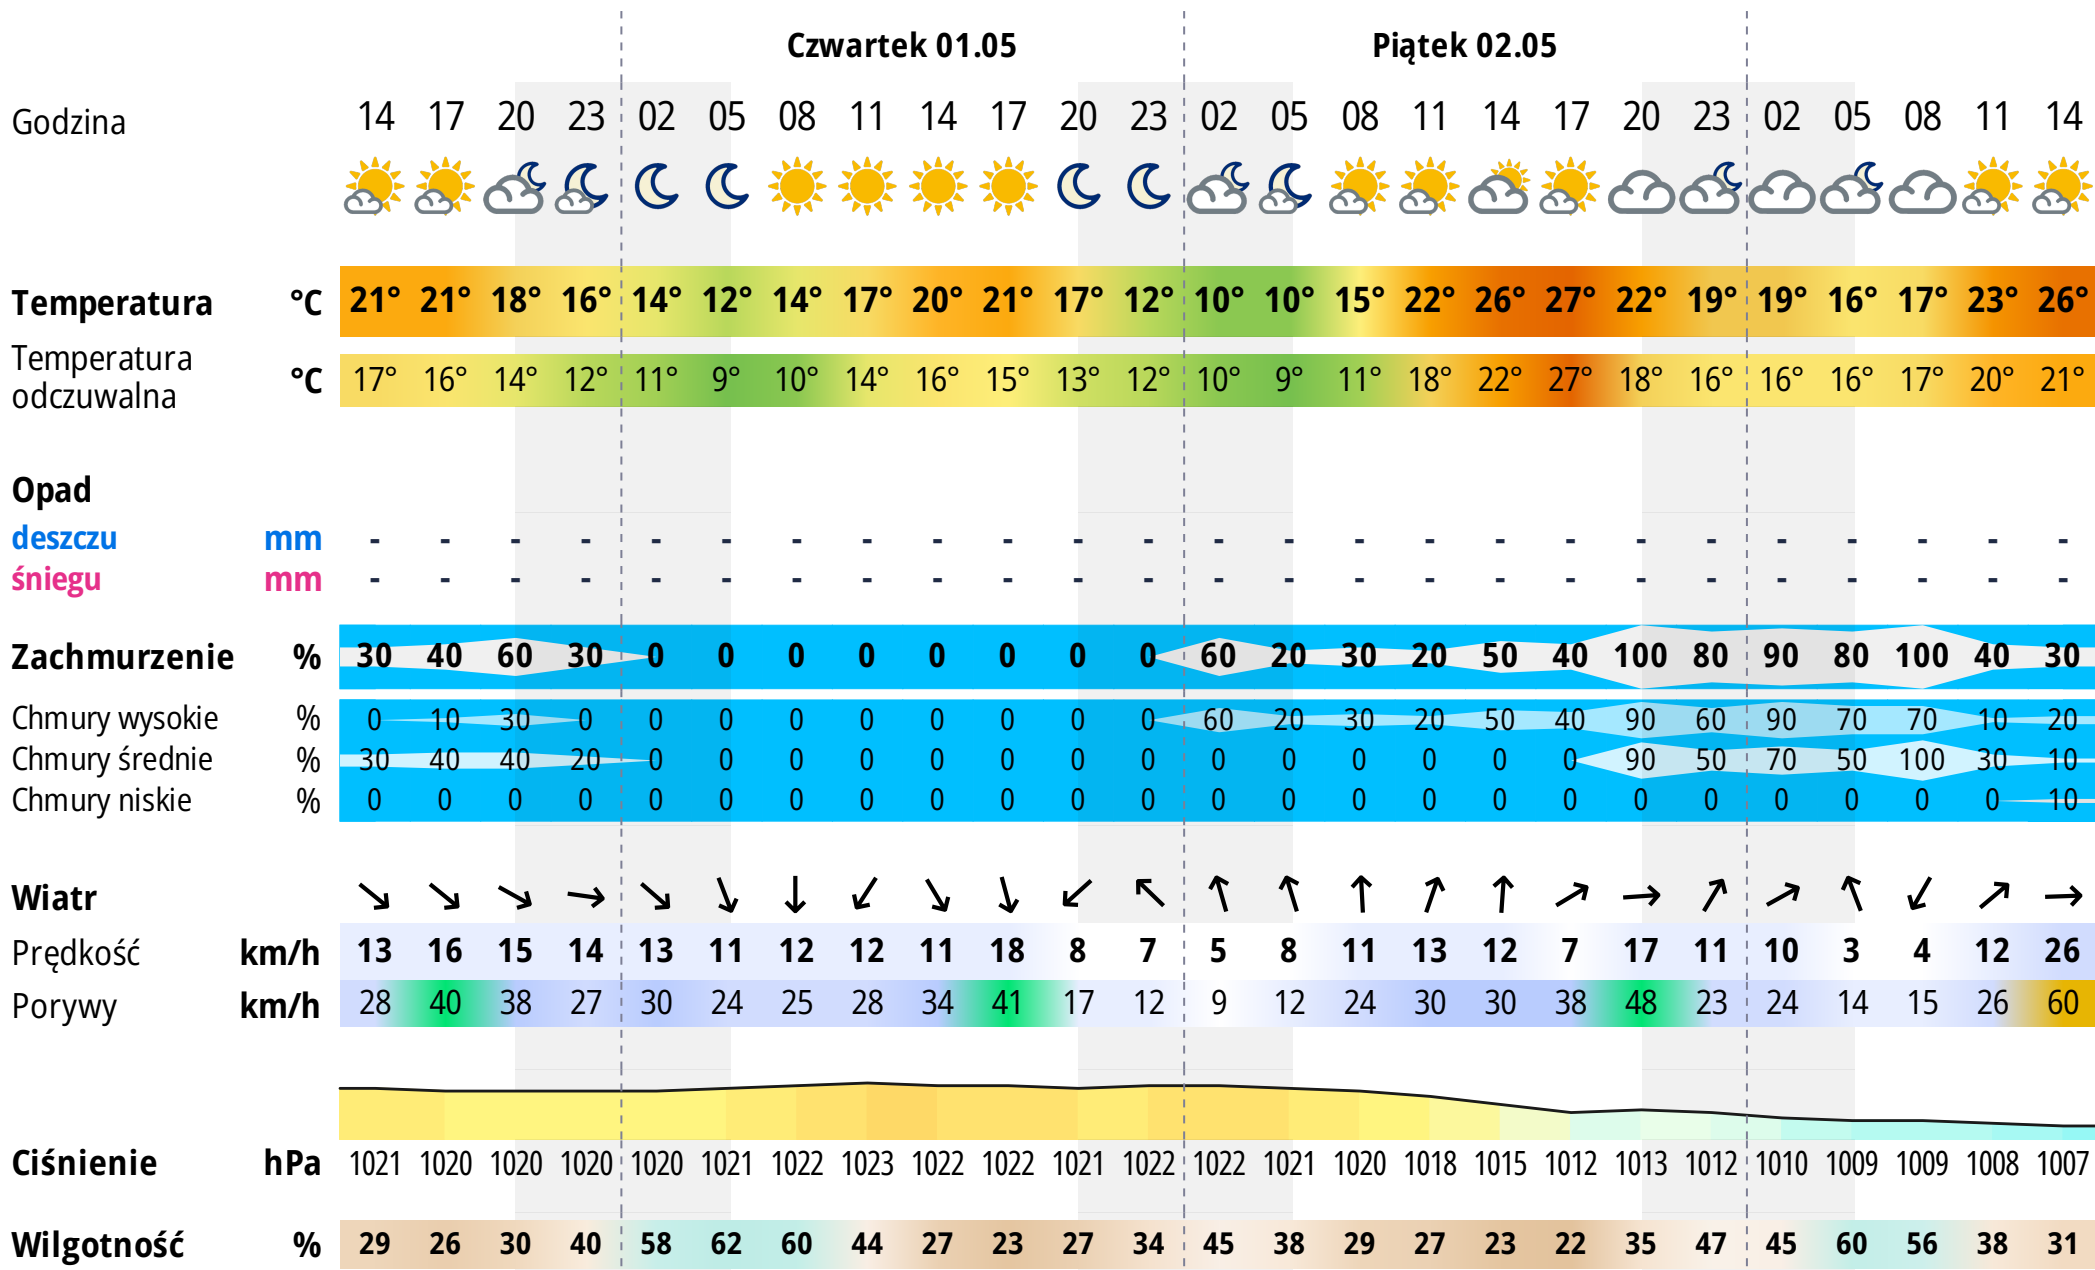 Czwartek 01.05 Piątek 02.05
Godzina 14 17 20 23 02 05 08 11 14 17 20 23 02 05 08 11 14 17 20 23 02 05 08 11 14
Temperatura °C 21° 21° 18° 16° 14° 12° 14° 17° 20° 21° 17° 12° 10° 10° 15° 22° 26° 27° 22° 19° 19° 16° 17° 23° 26°
Temperatura
odczuwalna °C 17° 16° 14° 12° 11° 9° 10° 14° 16° 15° 13° 12° 10° 9° 11° 18° 22° 27° 18° 16° 16° 16° 17° 20° 21°
Opad
deszczu mm - - - - - - - - - - - - - - - - - - - - - - - - -
śniegu mm - - - - - - - - - - - - - - - - - - - - - - - - -
Zachmurzenie % 30 40 60 30 0 0 0 0 0 0 0 0 60 20 30 20 50 40 100 80 90 80 100 40 30
Chmury wysokie % 0 10 30 0 0 0 0 0 0 0 0 0 60 20 30 20 50 40 90 60 90 70 70 10 20
Chmury średnie % 30 40 40 20 0 0 0 0 0 0 0 0 0 0 0 0 0 0 90 50 70 50 100 30 10
Chmury niskie % 0 0 0 0 0 0 0 0 0 0 0 0 0 0 0 0 0 0 0 0 0 0 0 0 10
Wiatr
Prędkość km/h 13 16 15 14 13 11 12 12 11 18 8 7 5 8 11 13 12 7 17 11 10 3 4 12 26
Porywy km/h 28 40 38 27 30 24 25 28 34 41 17 12 9 12 24 30 30 38 48 23 24 14 15 26 60
Ciśnienie hPa 1021 1020 1020 1020 1020 1021 1022 1023 1022 1022 1021 1022 1022 1021 1020 1018 1015 1012 1013 1012 1010 1009 1009 1008 1007
Wilgotność % 29 26 30 40 58 62 60 44 27 23 27 34 45 38 29 27 23 22 35 47 45 60 56 38 31